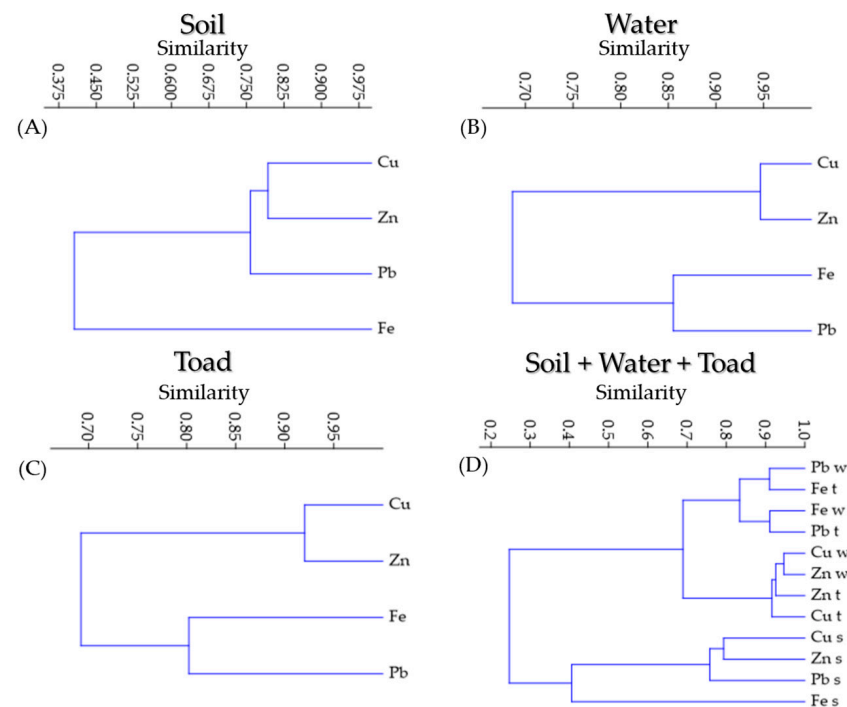 Soil
Similarity
0.375 0.450 0.525 0.600 0.675 0.750 0.825 0.900 0.975
(A)
Cu
Zn
Pb
Fe
Water
Similarity
0.70 0.75 0.80 0.85 0.90 0.95
(B)
Cu
Zn
Fe
Pb
Toad
Similarity
0.70 0.75 0.80 0.85 0.90 0.95
(C)
Cu
Zn
Fe
Pb
Soil + Water + Toad
Similarity
0.2 0.3 0.4 0.5 0.6 0.7 0.8 0.9 1.0
(D)
Pb w
Fe t
Fe w
Pb t
Cu w
Zn w
Zn t
Cu t
Cu s
Zn s
Pb s
Fe s